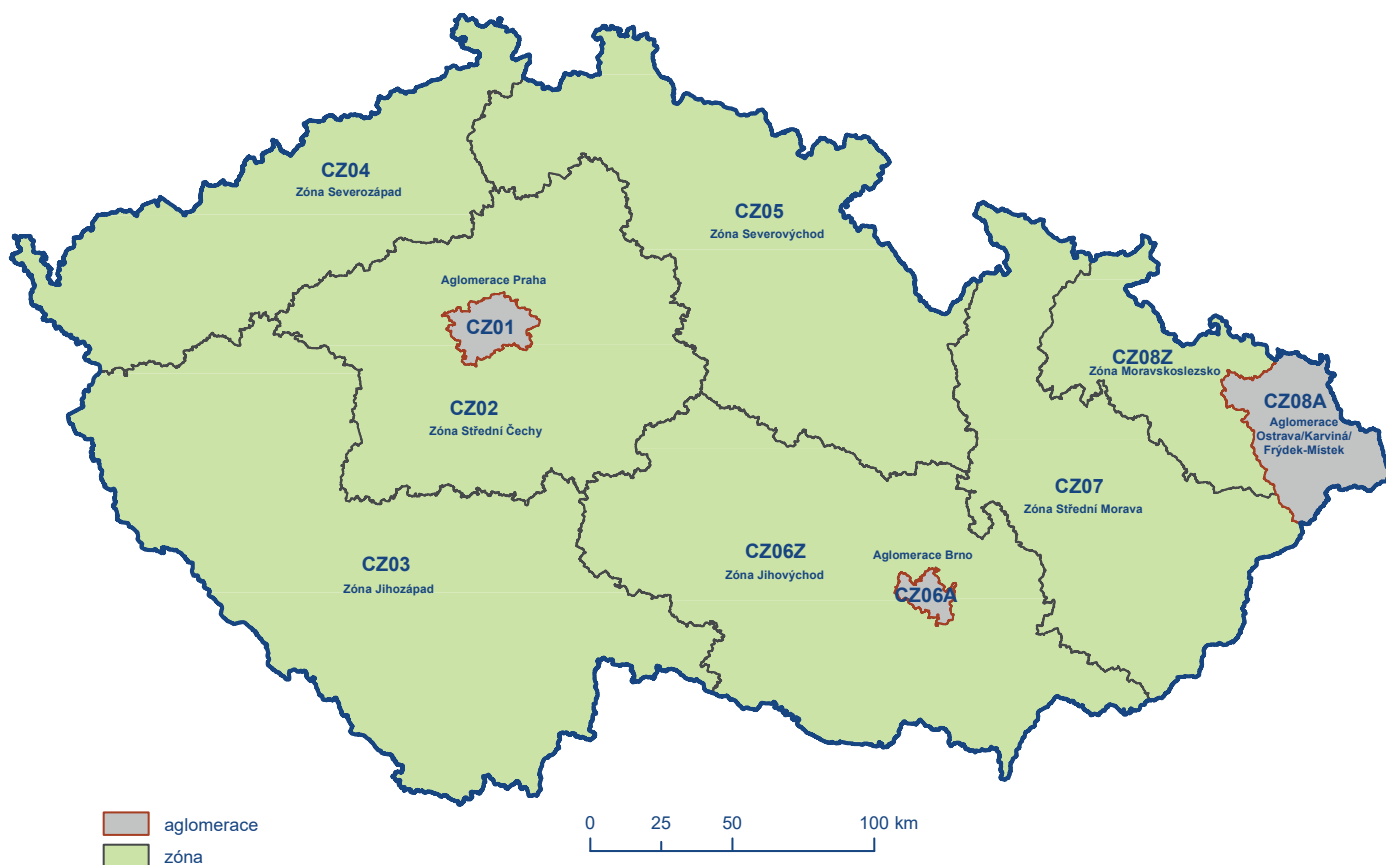 CZ04
Zóna Severozápad
CZ05
Zóna Severovýchod
Aglomerace Praha
CZ01
CZ02
Zóna Střední Čechy
CZ08Z
Zóna Moravskoslezsko
CZ08A
Aglomerace
Ostrava/Karviná/
Frýdek-Místek
CZ07
Zóna Střední Morava
CZ03
Zóna Jihozápad
CZ06Z
Zóna Jihovýchod
Aglomerace Brno
CZ06A
aglomerace
zóna
0 25 50 100 km